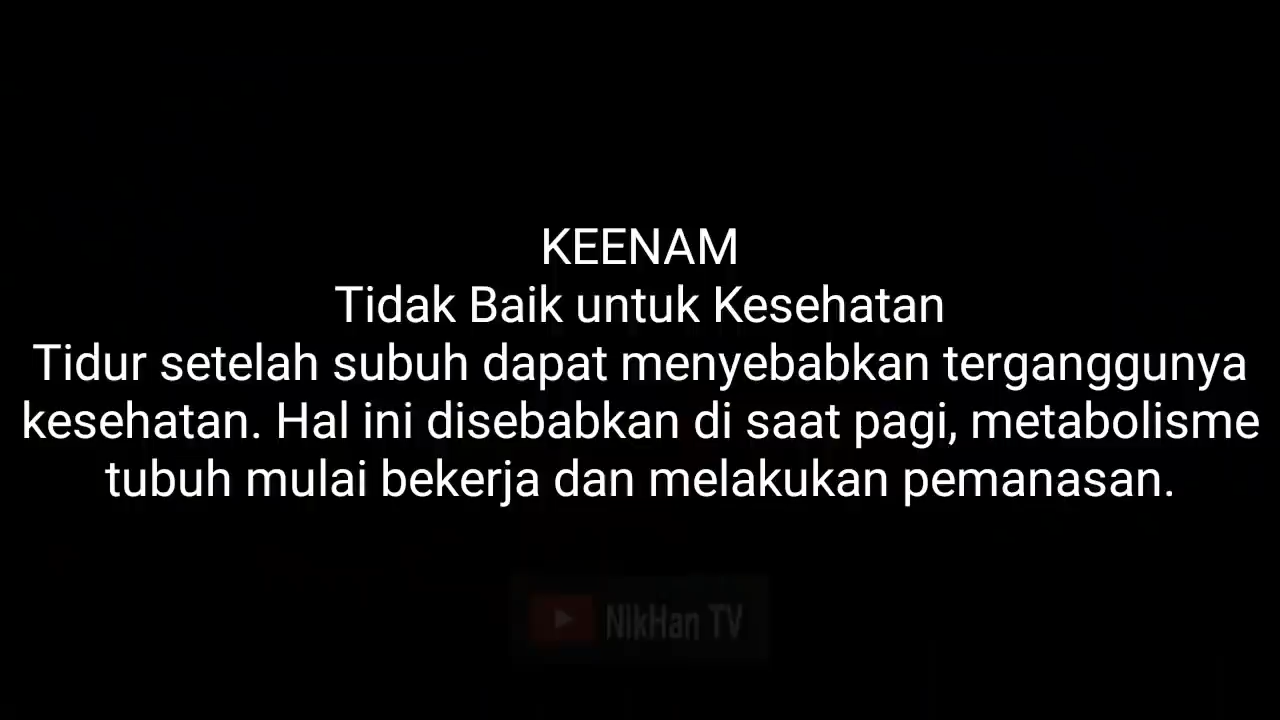 KEENAM
Tidak Baik untuk Kesehatan
Tidur setelah subuh dapat menyebabkan terganggunya
kesehatan. Hal ini disebabkan di saat pagi, metabolisme
tubuh mulai bekerja dan melakukan pemanasan.
NikHan TV